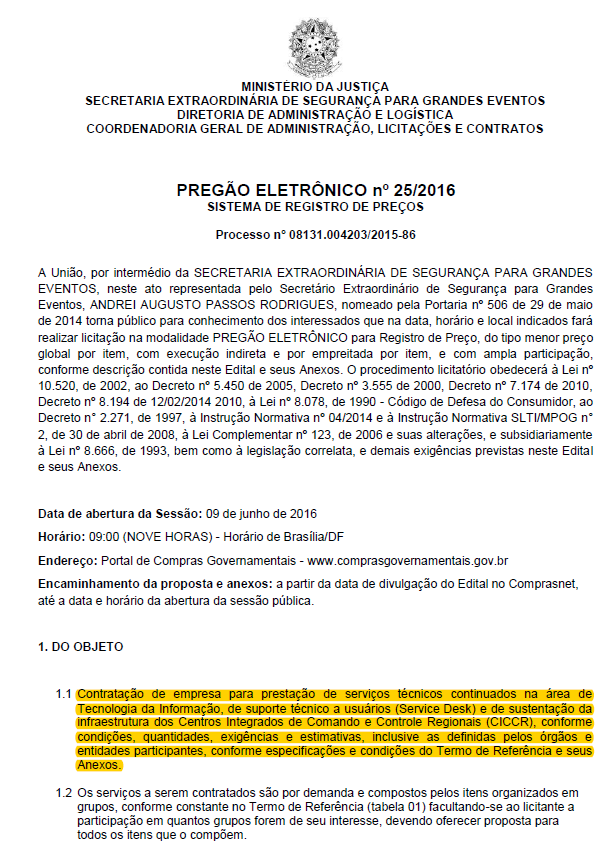 MINISTÉRIO DA JUSTIÇA
SECRETARIA EXTRAORDINÁRIA DE SEGURANÇA PARA GRANDES EVENTOS
DIRETORIA DE ADMINISTRAÇÃO E LOGÍSTICA
COORDENADORIA GERAL DE ADMINISTRAÇÃO, LICITAÇÕES E CONTRATOS
PREGÃO ELETRÔNICO nº 25/2016
SISTEMA DE REGISTRO DE PREÇOS
Processo n° 08131.004203/2015-86
A União, por intermédio da SECRETARIA EXTRAORDINÁRIA DE SEGURANÇA PARA GRANDES
EVENTOS, neste ato representada pelo Secretário Extraordinário de Segurança para Grandes
Eventos, ANDREI AUGUSTO PASSOS RODRIGUES, nomeado pela Portaria nº 506 de 29 de maio
de 2014 torna público para conhecimento dos interessados que na data, horário e local indicados fará
realizar licitação na modalidade PREGÃO ELETRÔNICO para Registro de Preço, do tipo menor preço
global por item, com execução indireta e por empreitada por item, e com ampla participação,
conforme descrição contida neste Edital e seus Anexos. O procedimento licitatório obedecerá à Lei nº
10.520, de 2002, ao Decreto nº 5.450 de 2005, Decreto nº 3.555 de 2000, Decreto nº 7.174 de 2010,
Decreto nº 8.194 de 12/02/2014 2010, à Lei nº 8.078, de 1990 - Código de Defesa do Consumidor, ao
Decreto n° 2.271, de 1997, à Instrução Normativa nº 04/2014 e à Instrução Normativa SLTI/MPOG n°
2, de 30 de abril de 2008, à Lei Complementar nº 123, de 2006 e suas alterações, e subsidiariamente
à Lei nº 8.666, de 1993, bem como à legislação correlata, e demais exigências previstas neste Edital
e seus Anexos.
Data de abertura da Sessão: 09 de junho de 2016
Horário: 09:00 (NOVE HORAS) - Horário de Brasília/DF
Endereço: Portal de Compras Governamentais - www.comprasgovernamentais.gov.br
Encaminhamento da proposta e anexos: a partir da data de divulgação do Edital no Comprasnet,
até a data e horário da abertura da sessão pública.
1. DO OBJETO
1.1 Contratação de empresa para prestação de serviços técnicos continuados na área de
Tecnologia da Informação, de suporte técnico a usuários (Service Desk) e de sustentação da
infraestrutura dos Centros Integrados de Comando e Controle Regionais (CICCR), conforme
condições, quantidades, exigências e estimativas, inclusive as definidas pelos órgãos e
entidades participantes, conforme especificações e condições do Termo de Referência e seus
Anexos.
1.2 Os serviços a serem contratados são por demanda e compostos pelos itens organizados em
grupos, conforme constante no Termo de Referência (tabela 01) facultando-se ao licitante a
participação em quantos grupos forem de seu interesse, devendo oferecer proposta para
todos os itens que o compõem.